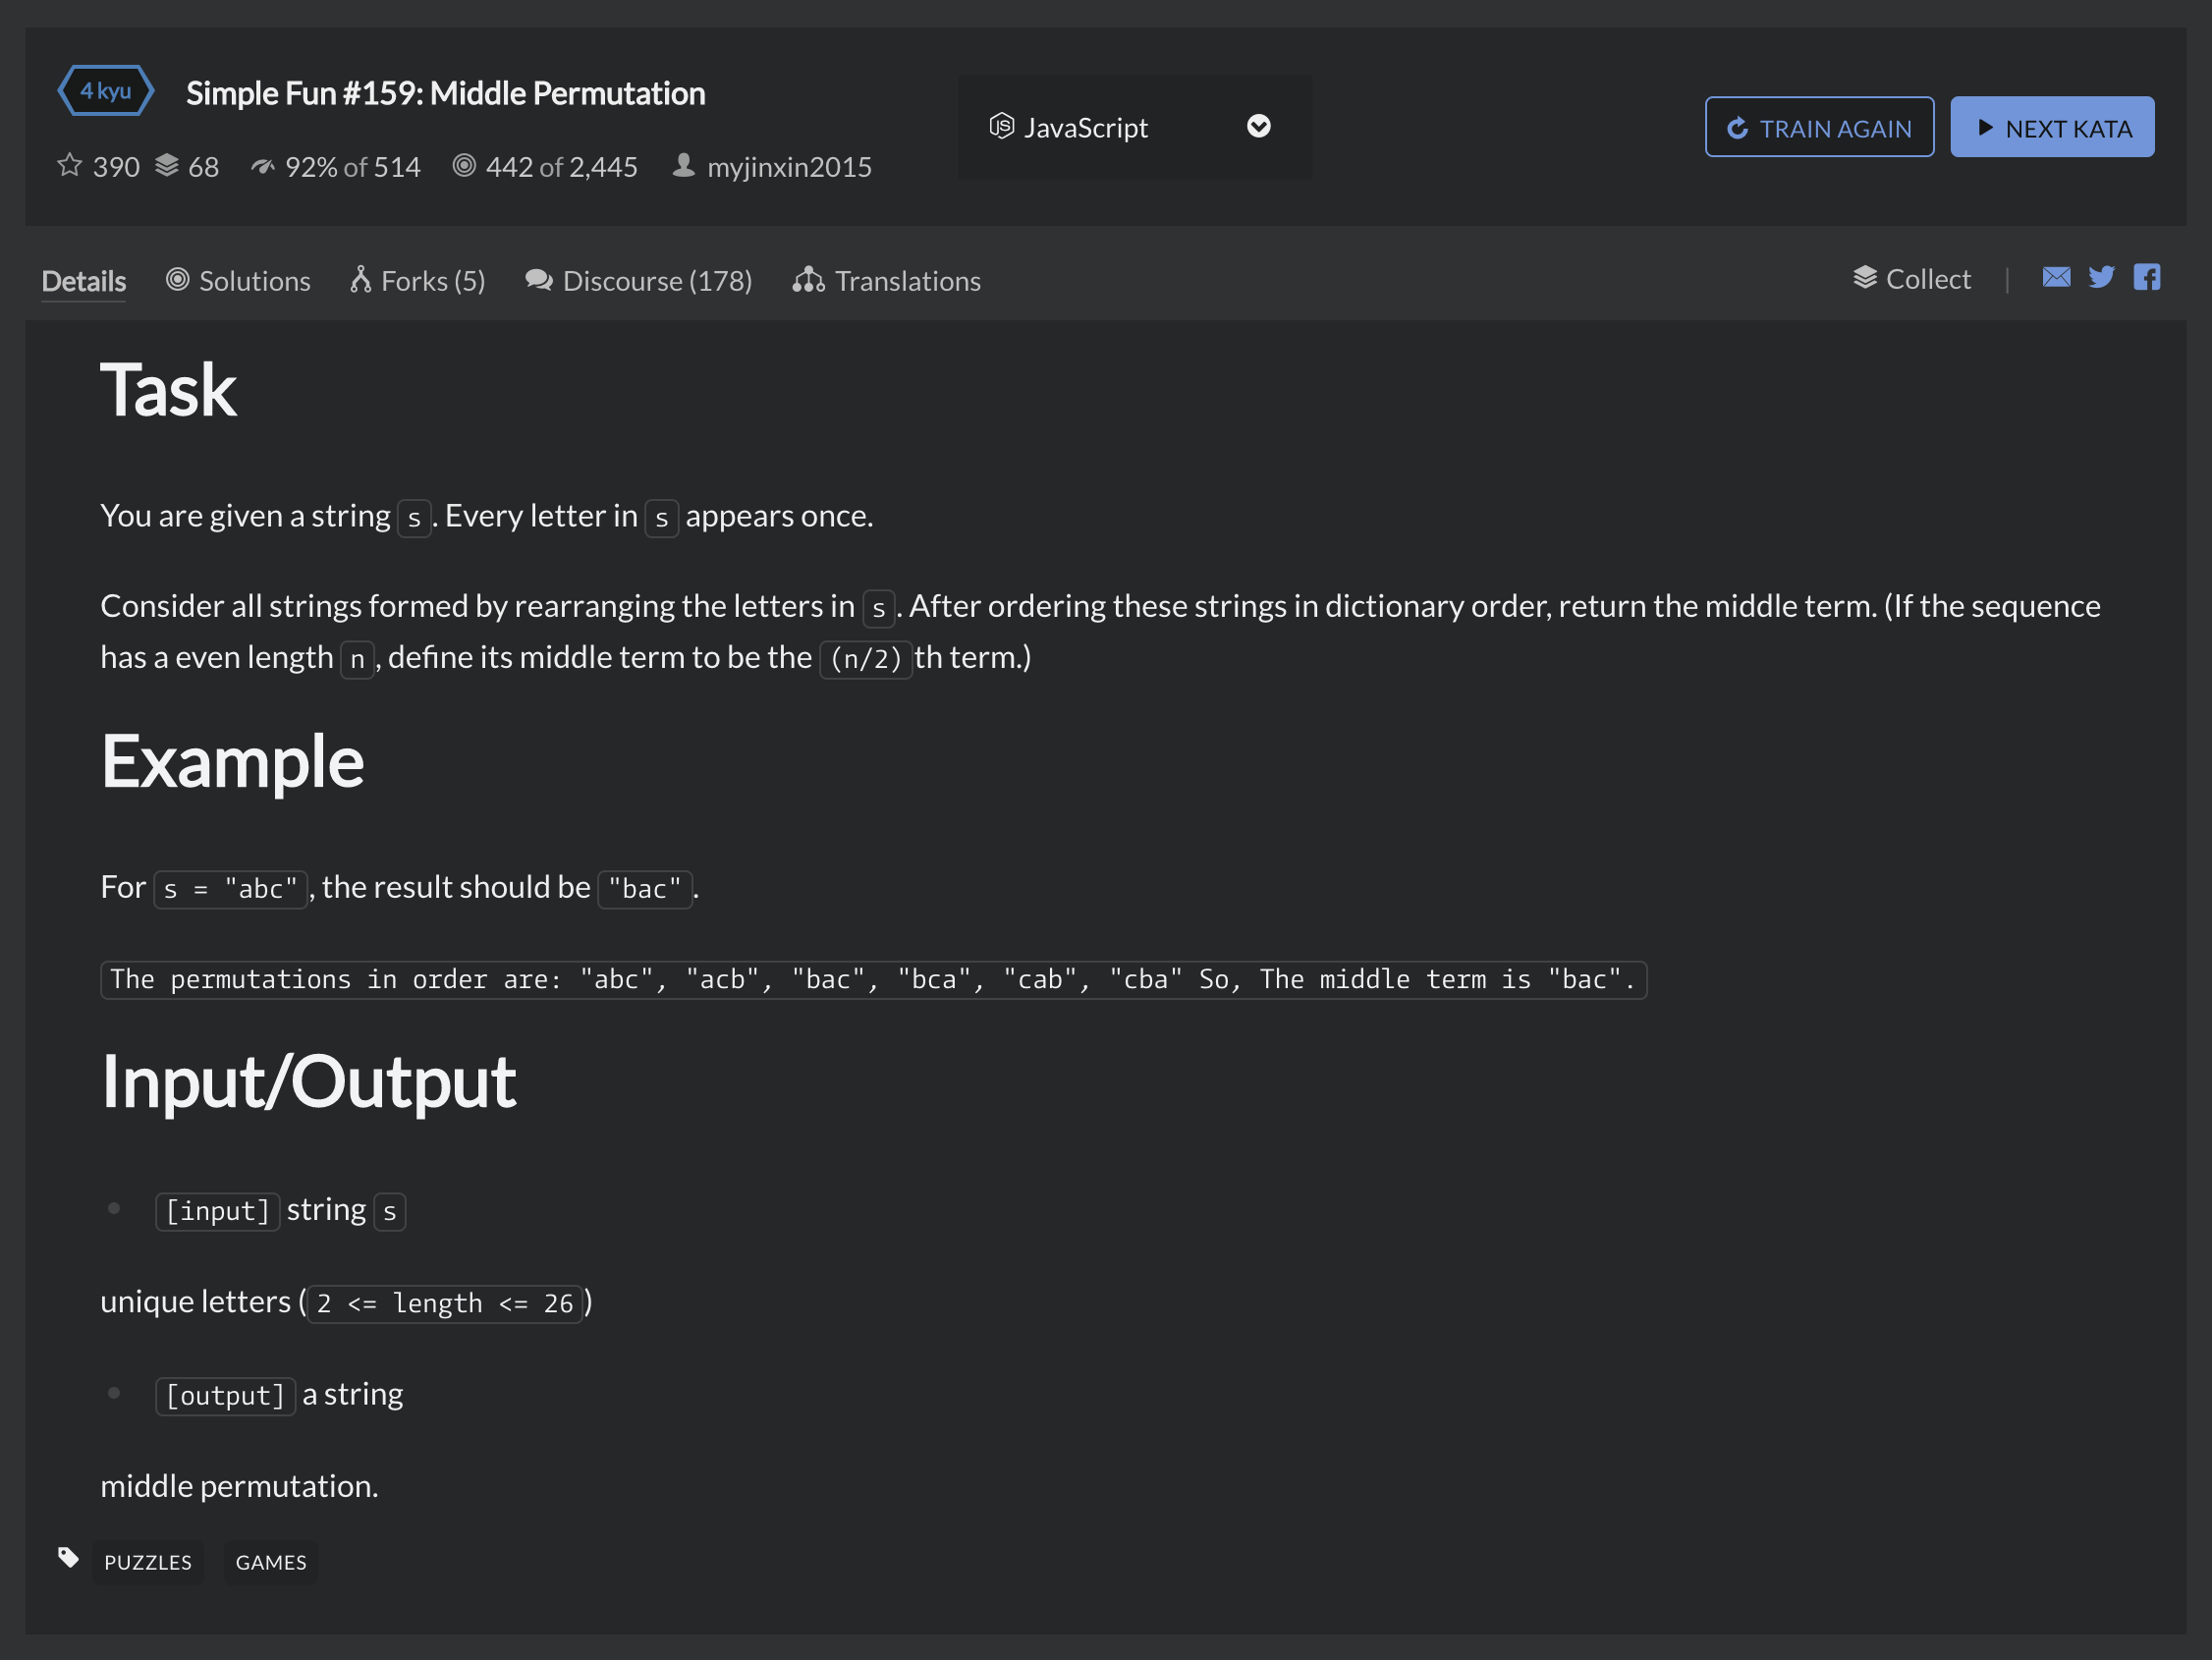 4 kyu
Simple Fun #159: Middle Permutation
390 68 92% of 514 442 of 2,445 myjinxin2015
JavaScript
TRAIN AGAIN
NEXT KATA
Details Solutions Forks (5) Discourse (178) Translations
Collect |
Task
You are given a string s. Every letter in s appears once.
Consider all strings formed by rearranging the letters in s. After ordering these strings in dictionary order, return the middle term. (If the sequence
has a even length n, define its middle term to be the (n/2)th term.)
Example
For s = "abc", the result should be "bac".
The permutations in order are: "abc", "acb", "bac", "bca", "cab", "cba" So, The middle term is "bac".
Input/Output
[input] string s
unique letters (2 <= length <= 26)
[output] a string
middle permutation.
PUZZLES GAMES